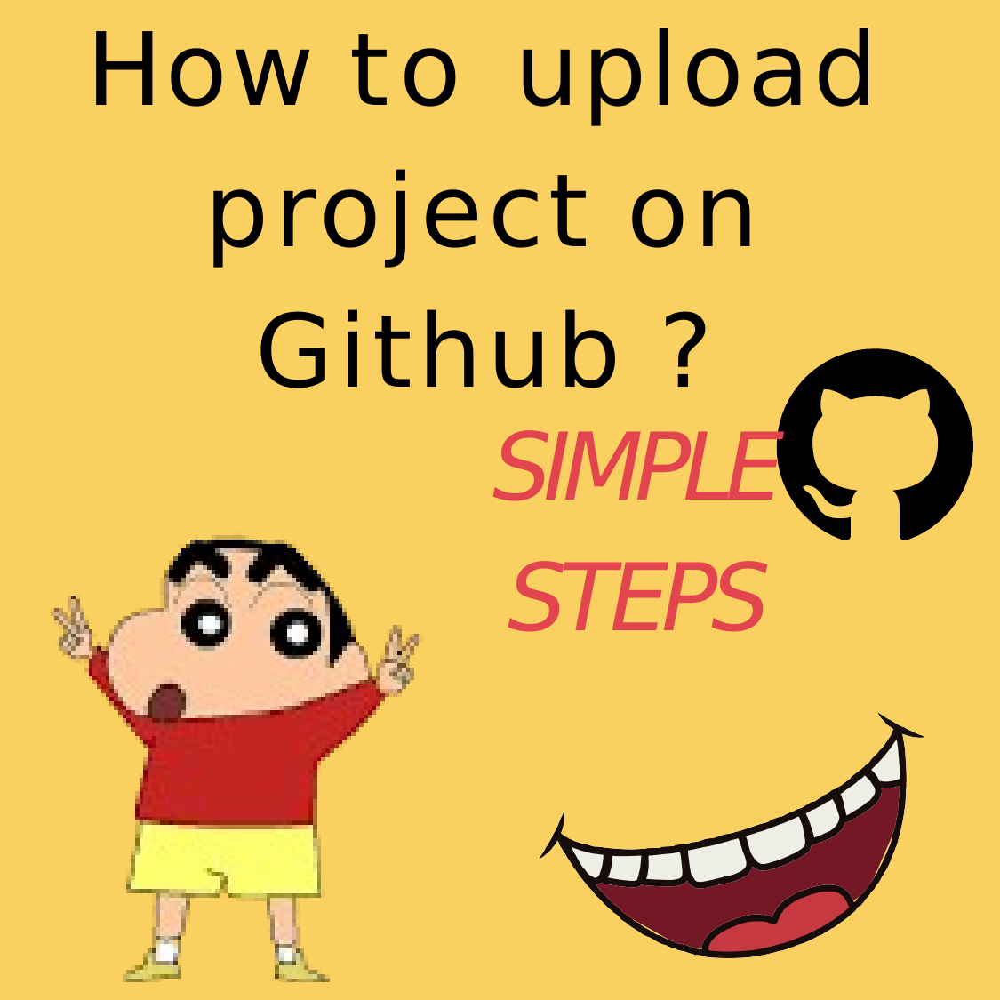 How to upload
project on
Github ?
SIMPLE
STEPS